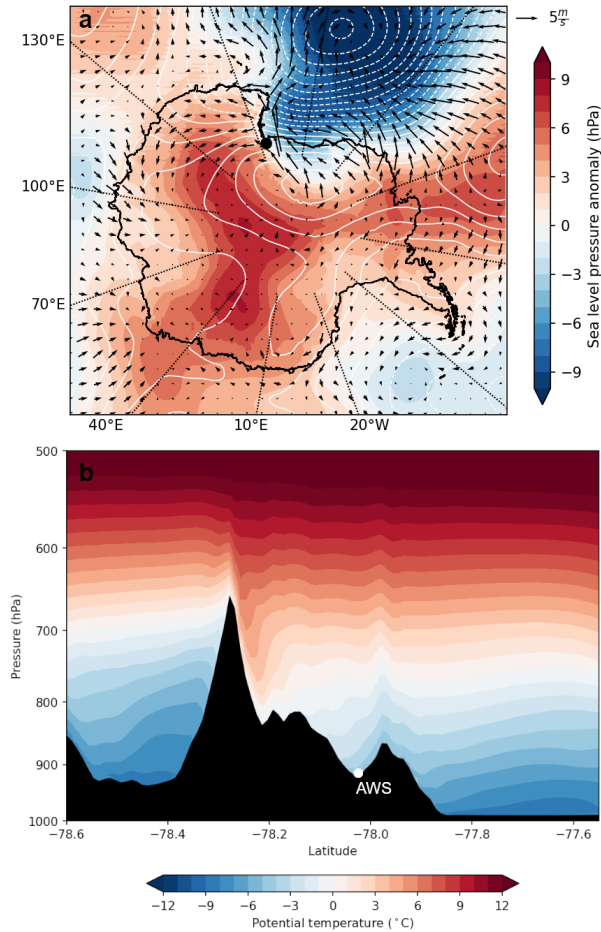 a
5 m/s
130°E
100°E
70°E
40°E 10°E 20°W
9
6
3
0
−3
−6
−9
Sea level pressure anomaly (hPa)
b
500
600
700
800
900
1000
Pressure (hPa)
AWS
−78.6 −78.4 −78.2 −78.0 −77.8 −77.6
Latitude
−12 −9 −6 −3 0 3 6 9 12
Potential temperature (°C)